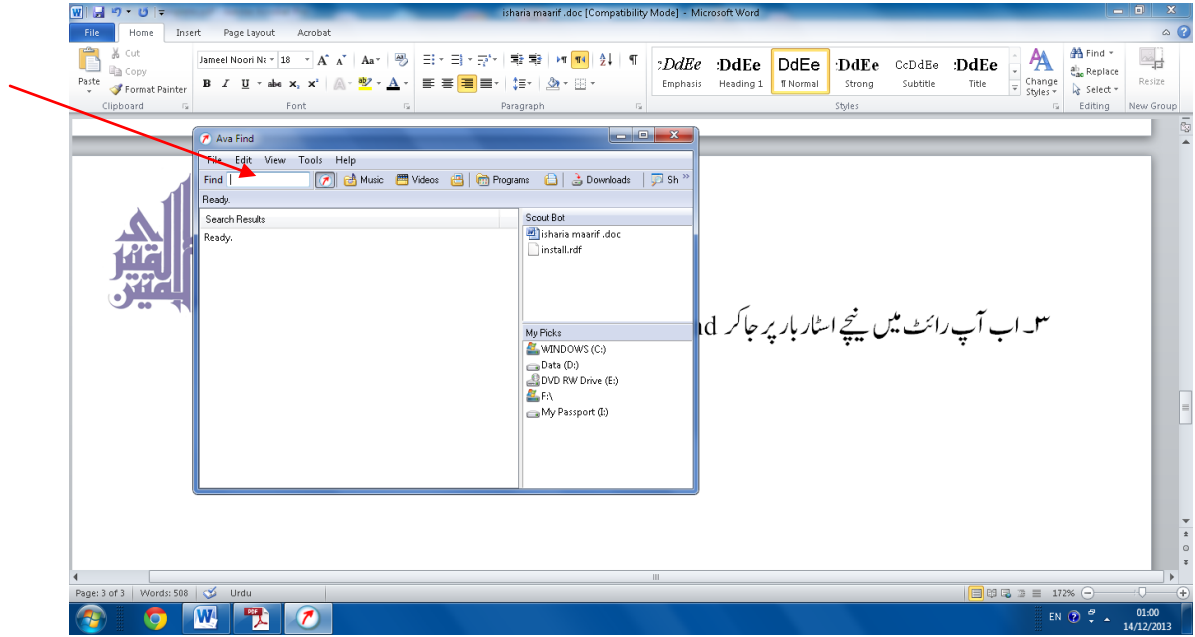 isharia maarif .doc [Compatibility Mode] - Microsoft Word
File Home Insert Page Layout Acrobat
Paste
Cut
Copy
Format Painter
Clipboard
Jameel Noori Na 18
B I U abc x₂ x²
Font
Paragraph
Emphasis
Heading 1
¶ Normal
Strong
Subtitle
Title
Change Styles
Styles
Find
Replace
Select
Editing
Resize
New Group
Ava Find
File Edit View Tools Help
Find Music Videos Programs Downloads Sh
Ready.
Search Results
Ready.
Scout Bot
isharia maarif .doc
install.rdf
My Picks
WINDOWS (C:)
Data (D:)
DVD RW Drive (E:)
F:\
My Passport (I:)
۳۔ اب آپ رائٹ میں نیچے اسٹار بار پر جا کر nd
Page: 3 of 3 Words: 508 Urdu 172%
EN 01:00
14/12/2013